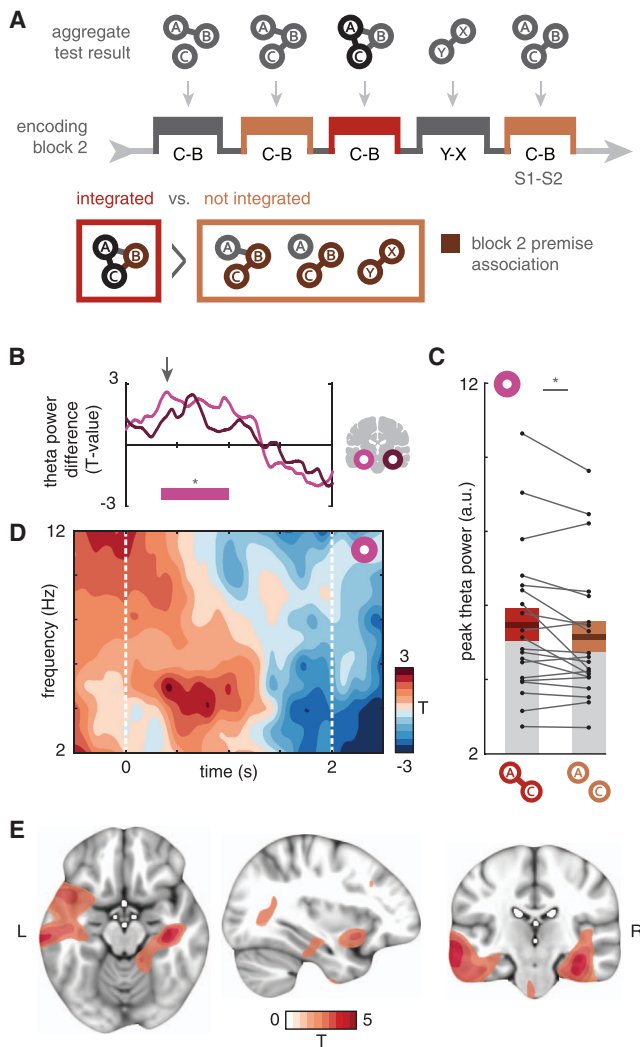 A
aggregate
test result
A B C
A B C
A B C
Y X
A B C
encoding
block 2
C-B
C-B
C-B
Y-X
C-B
S1-S2
integrated vs. not integrated
A B C
>
A B C
A B C
Y X
block 2 premise
association
B
3
theta power
difference
(T-value)
-3
*
C
12
*
peak theta power (a.u.)
2
A C
A C
D
12
frequency (Hz)
2
0
time (s)
2
3
T
-3
E
L
R
0
5
T